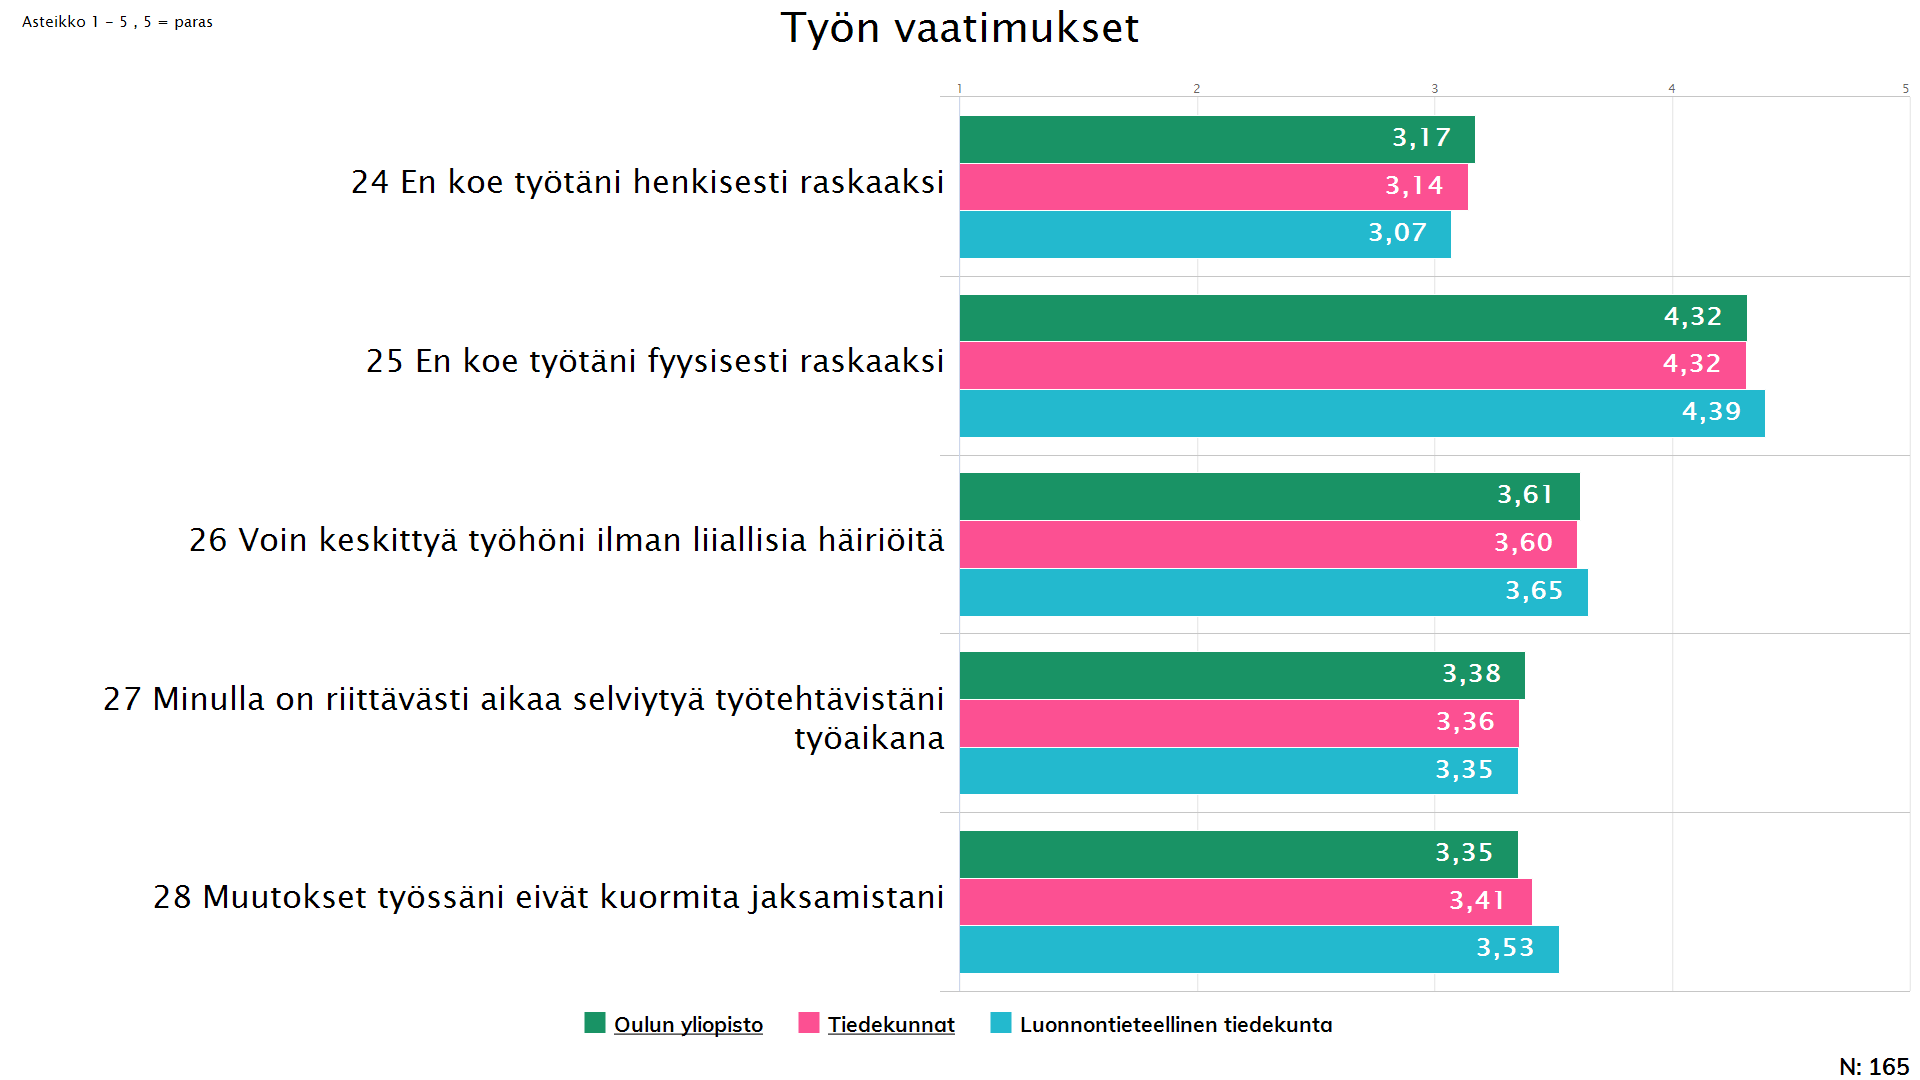 Asteikko 1 - 5 , 5 = paras
Työn vaatimukset
1 2 3 4 5
24 En koe työtäni henkisesti raskaaksi
3,17
3,14
3,07
25 En koe työtäni fyysisesti raskaaksi
4,32
4,32
4,39
26 Voin keskittyä työhöni ilman liiallisia häiriöitä
3,61
3,60
3,65
27 Minulla on riittävästi aikaa selviytyä työtehtävistäni
työaikana
3,38
3,36
3,35
28 Muutokset työssäni eivät kuormita jaksamistani
3,35
3,41
3,53
Oulun yliopisto Tiedekunnat Luonnontieteellinen tiedekunta
N: 165